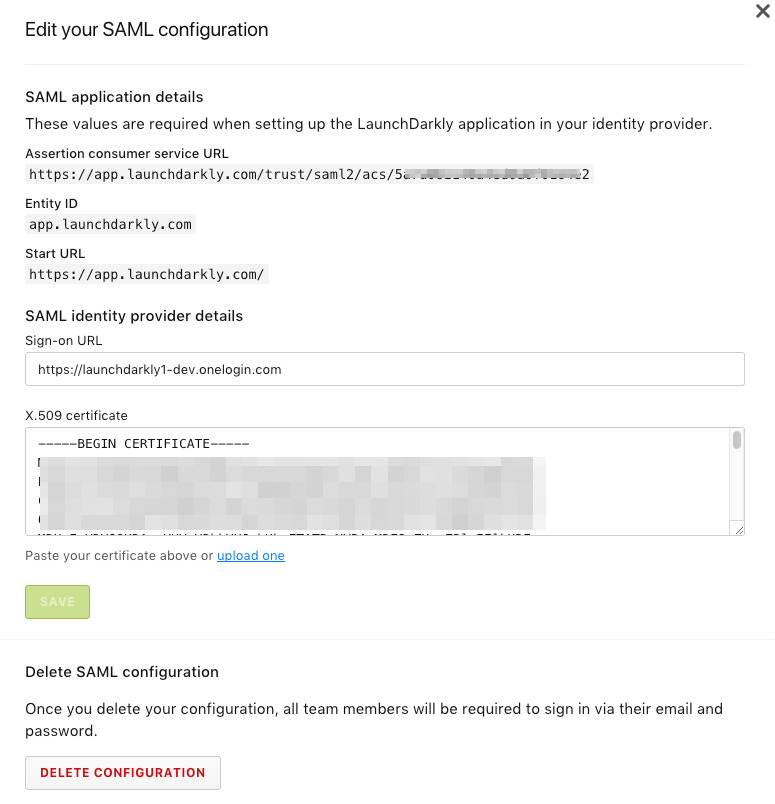 Edit your SAML configuration
SAML application details
These values are required when setting up the LaunchDarkly application in your identity provider.
Assertion consumer service URL
https://app.launchdarkly.com/trust/saml2/acs/5
Entity ID
app.launchdarkly.com
Start URL
https://app.launchdarkly.com/
SAML identity provider details
Sign-on URL
https://launchdarkly1-dev.onelogin.com
X.509 certificate
-----BEGIN CERTIFICATE-----
Paste your certificate above or upload one
SAVE
Delete SAML configuration
Once you delete your configuration, all team members will be required to sign in via their email and
password.
DELETE CONFIGURATION